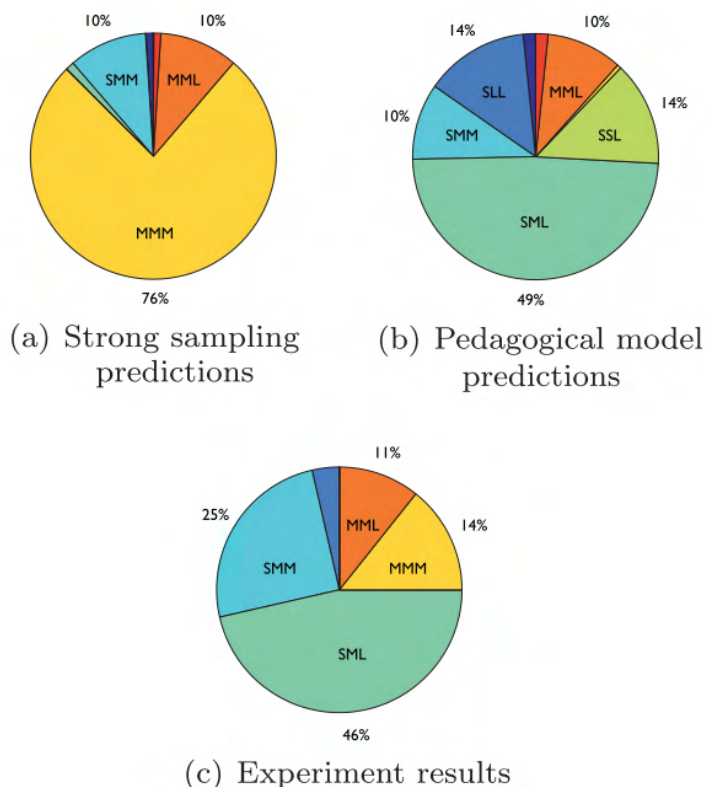 10%
10%
SMM
MML
MMM
76%
(a) Strong sampling
predictions
14%
10%
SLL
MML
14%
10%
SMM
SSL
SML
49%
(b) Pedagogical model
predictions
11%
25%
MML
14%
SMM
MMM
SML
46%
(c) Experiment results